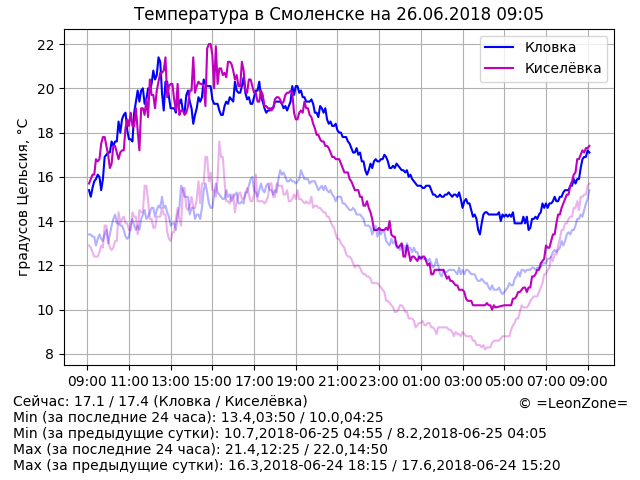 Температура в Смоленске на 26.06.2018 09:05
градусов Цельсия, °C
22
20
18
16
14
12
10
8
Кловка
Киселёвка
09:00 11:00 13:00 15:00 17:00 19:00 21:00 23:00 01:00 03:00 05:00 07:00 09:00
Сейчас: 17.1 / 17.4 (Кловка / Киселёвка)
© =LeonZone=
Min (за последние 24 часа): 13.4,03:50 / 10.0,04:25
Min (за предыдущие сутки): 10.7,2018-06-25 04:55 / 8.2,2018-06-25 04:05
Max (за последние 24 часа): 21.4,12:25 / 22.0,14:50
Max (за предыдущие сутки): 16.3,2018-06-24 18:15 / 17.6,2018-06-24 15:20